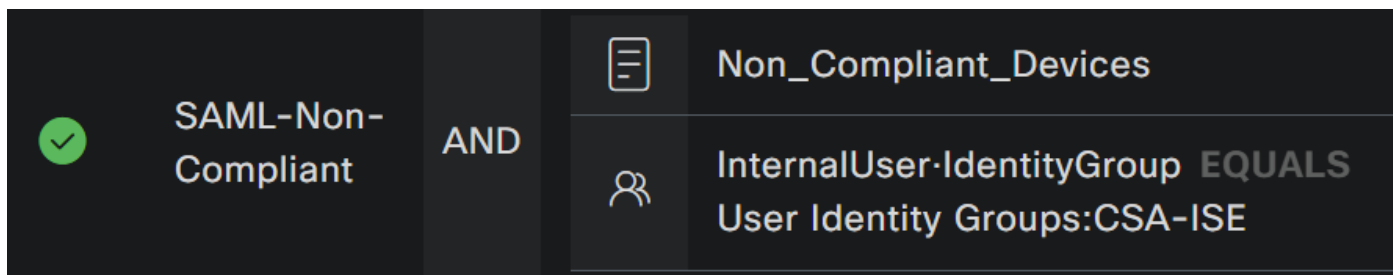 SAML-Non-
Compliant
AND
Non_Compliant_Devices
InternalUser·IdentityGroup EQUALS
User Identity Groups:CSA-ISE